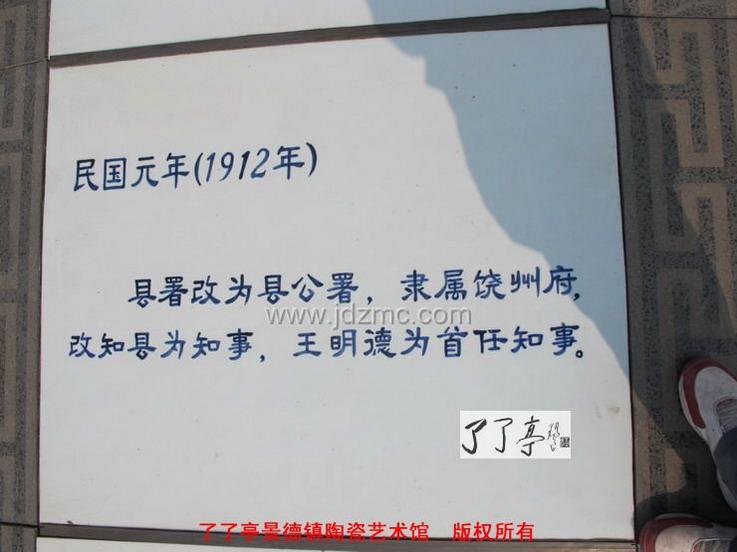 民国元年(1912年)
县署改为县公署，隶属饶州府，
www.jdzmc.com
改知县为知事，王明德为首任知事。
了了亭
了了亭景德镇陶瓷艺术馆 版权所有